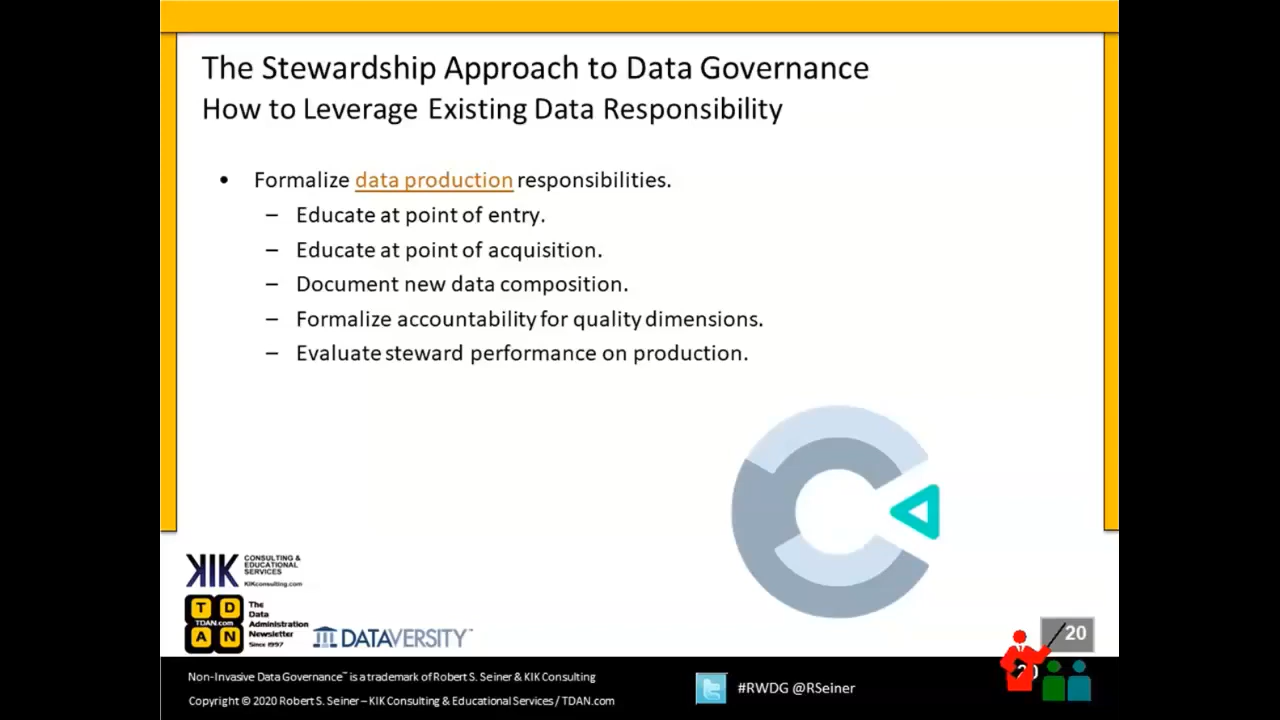 The Stewardship Approach to Data Governance
How to Leverage Existing Data Responsibility
• Formalize data production responsibilities.
– Educate at point of entry.
– Educate at point of acquisition.
– Document new data composition.
– Formalize accountability for quality dimensions.
– Evaluate steward performance on production.
KIK CONSULTING &
EDUCATIONAL
SERVICES
KIKconsulting.com
T D
TDAN.com
A N
The
Data
Administration
Newsletter
Since 1997
DATAVERSITY™
20
20
Non-Invasive Data Governance™ is a trademark of Robert S. Seiner & KIK Consulting
Copyright © 2020 Robert S. Seiner – KIK Consulting & Educational Services / TDAN.com
#RWDG @RSeiner